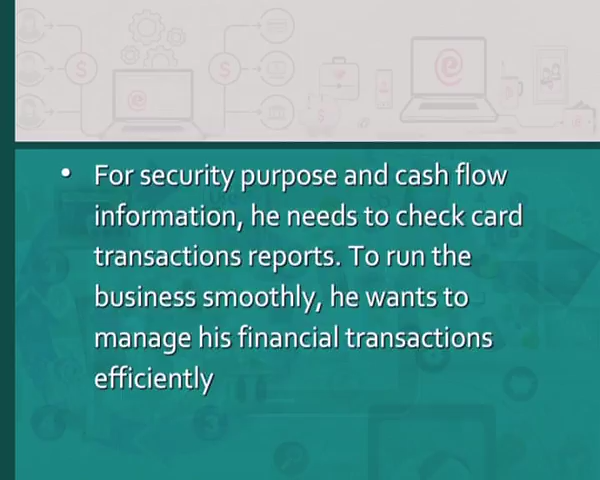 • For security purpose and cash flow
information, he needs to check card
transactions reports. To run the
business smoothly, he wants to
manage his financial transactions
efficiently